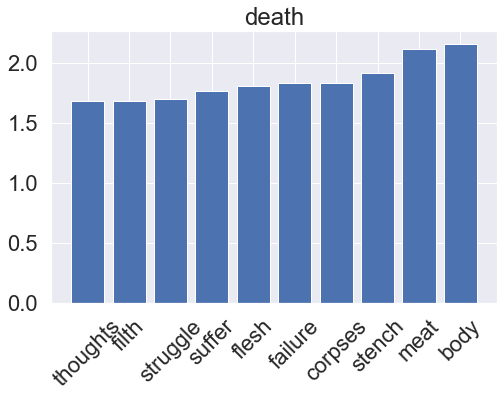 death
2.0
1.5
1.0
0.5
0.0
thoughts
filth
struggle
suffer
flesh
failure
corpses
stench
meat
body